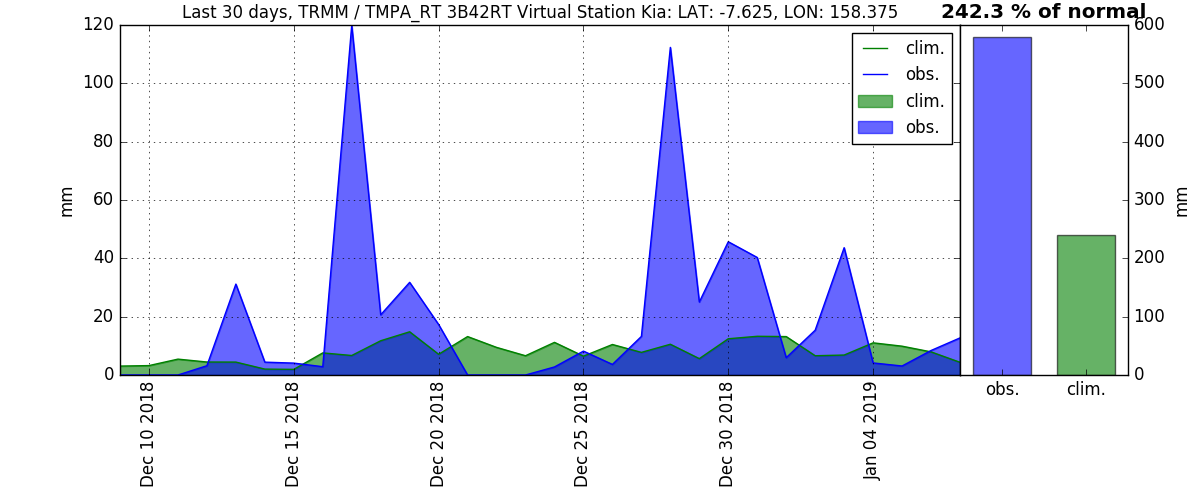 Last 30 days, TRMM / TMPA_RT 3B42RT Virtual Station Kia: LAT: -7.625, LON: 158.375
242.3 % of normal
120
100
80
60
40
20
0
mm
clim.
obs.
clim.
obs.
600
500
400
300
200
100
0
mm
Dec 10 2018
Dec 15 2018
Dec 20 2018
Dec 25 2018
Dec 30 2018
Jan 04 2019
obs.
clim.